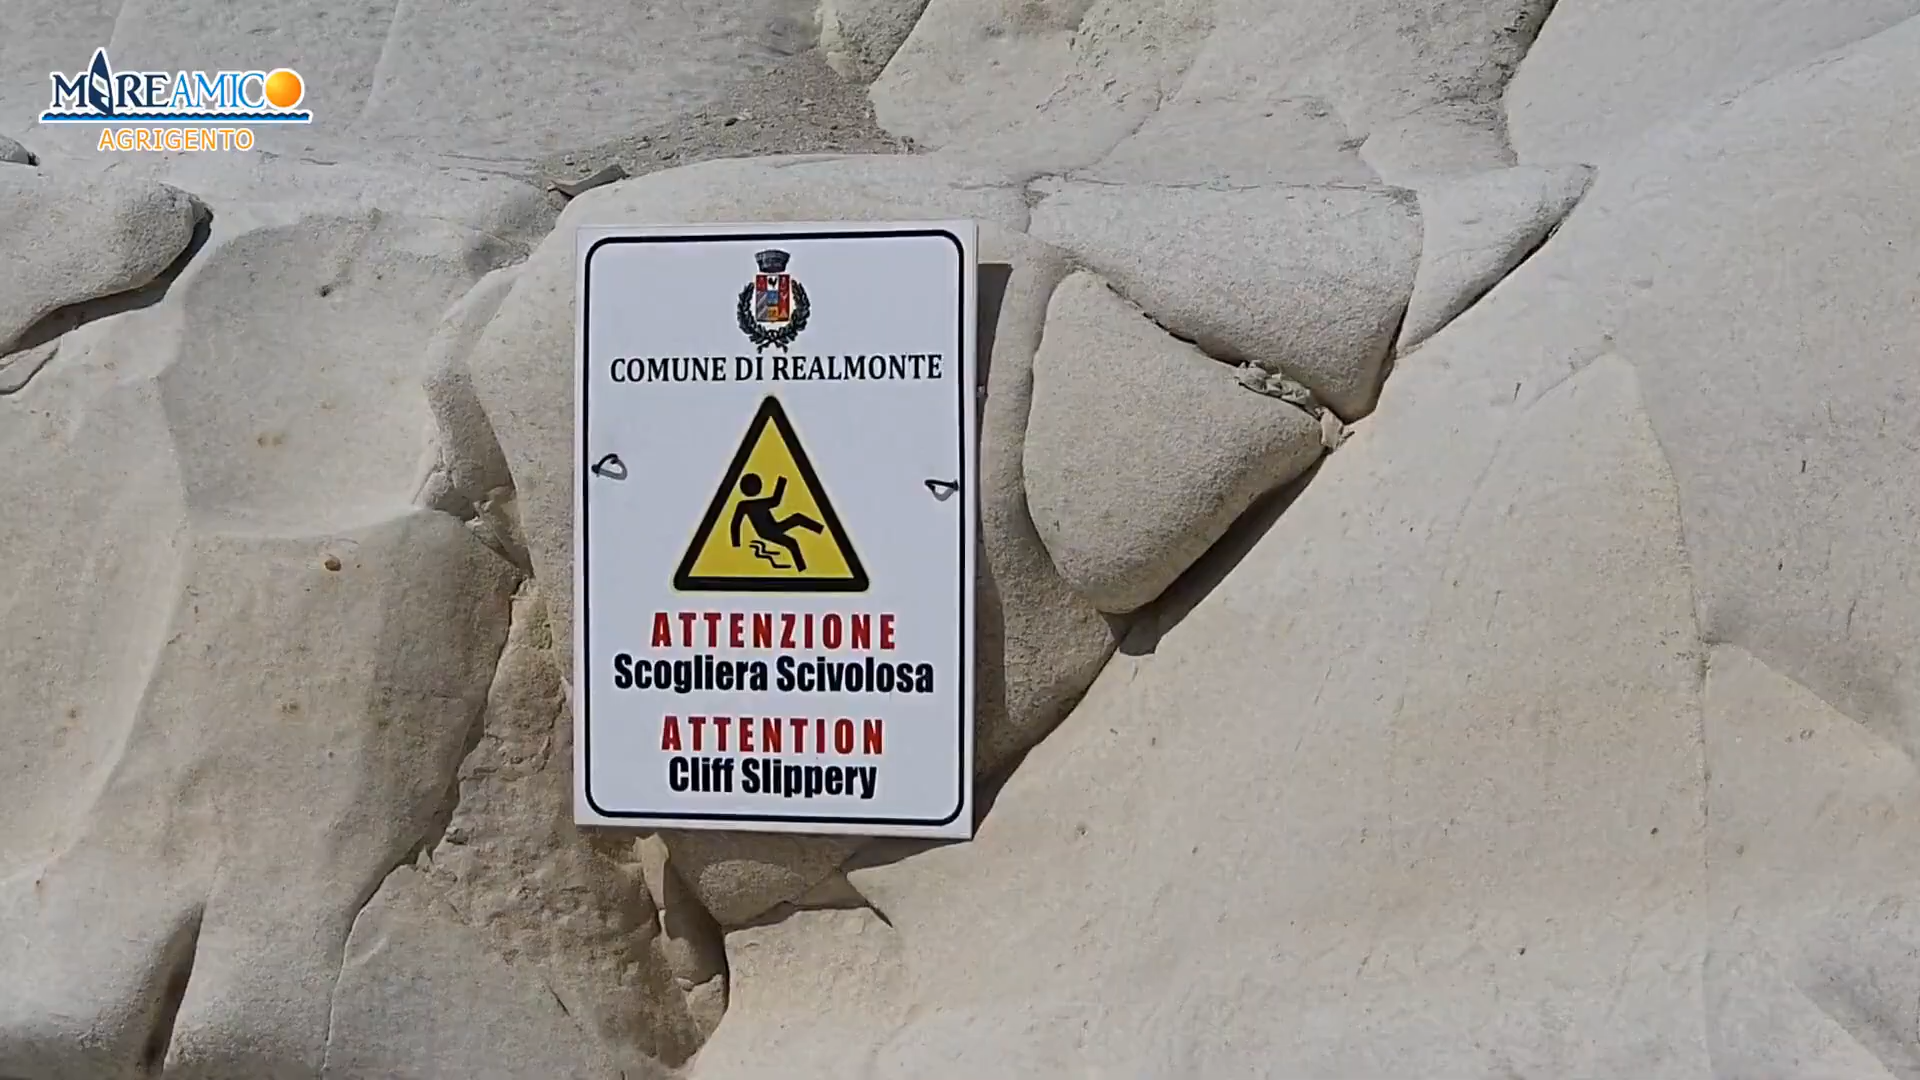 MAREAMICO
AGRIGENTO
COMUNE DI REALMONTE
ATTENZIONE
Scogliera Scivolosa
ATTENTION
Cliff Slippery